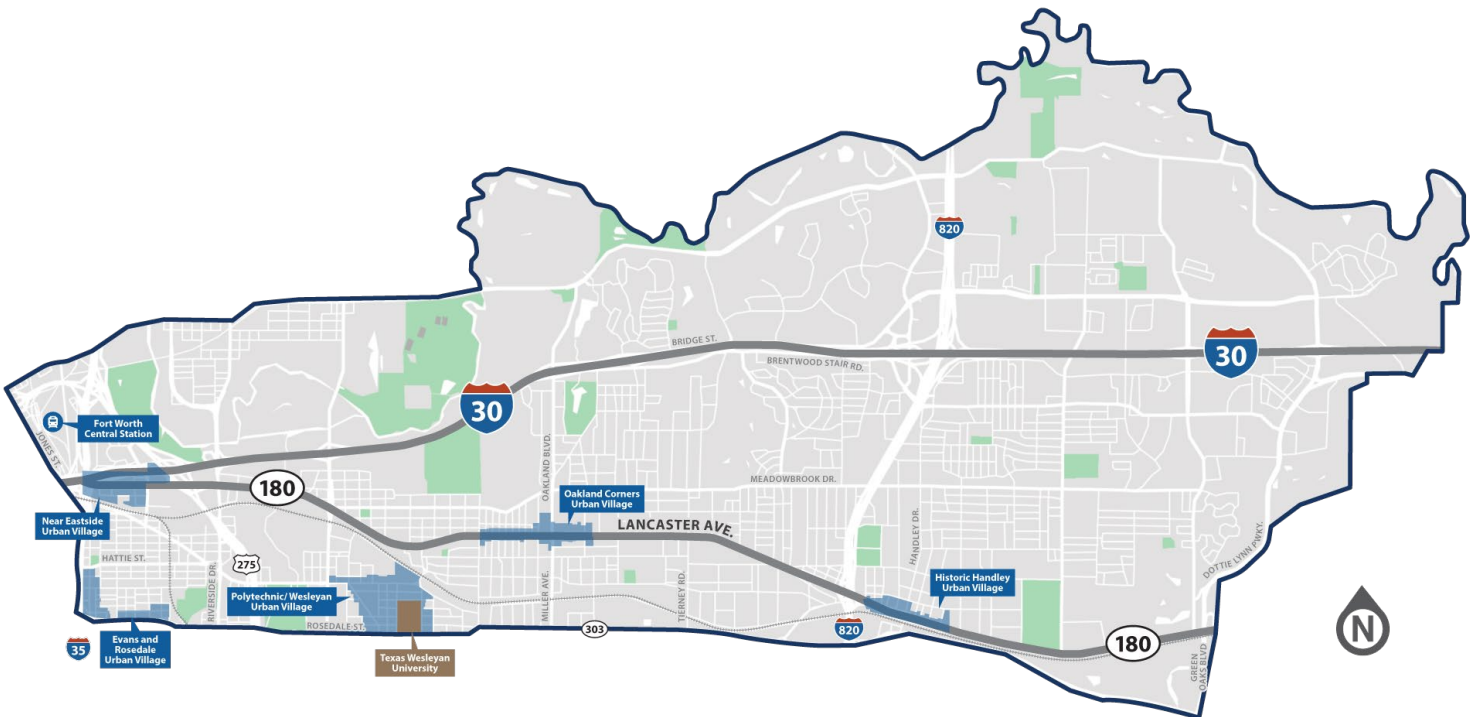 820
30
BRIDGE ST.
BRENTWOOD STAIR RD.
30
Fort Worth
Central Station
JONES ST.
OAKLAND BLVD.
MEADOWBROOK DR.
180
Oakland Corners
Urban Village
LANCASTER AVE.
Near Eastside
Urban Village
HATTIE ST.
275
RIVERSIDE DR.
HANDLEY DR.
DOTTIE LYNN PWKY.
Polytechnic/ Wesleyan
Urban Village
MILLER AVE.
TIERNEY RD.
Historic Handley
Urban Village
ROSEDALE ST.
303
820
180
N
35
Evans and
Rosedale
Urban Village
Texas Wesleyan
University
GREEN
OAKS BLVD